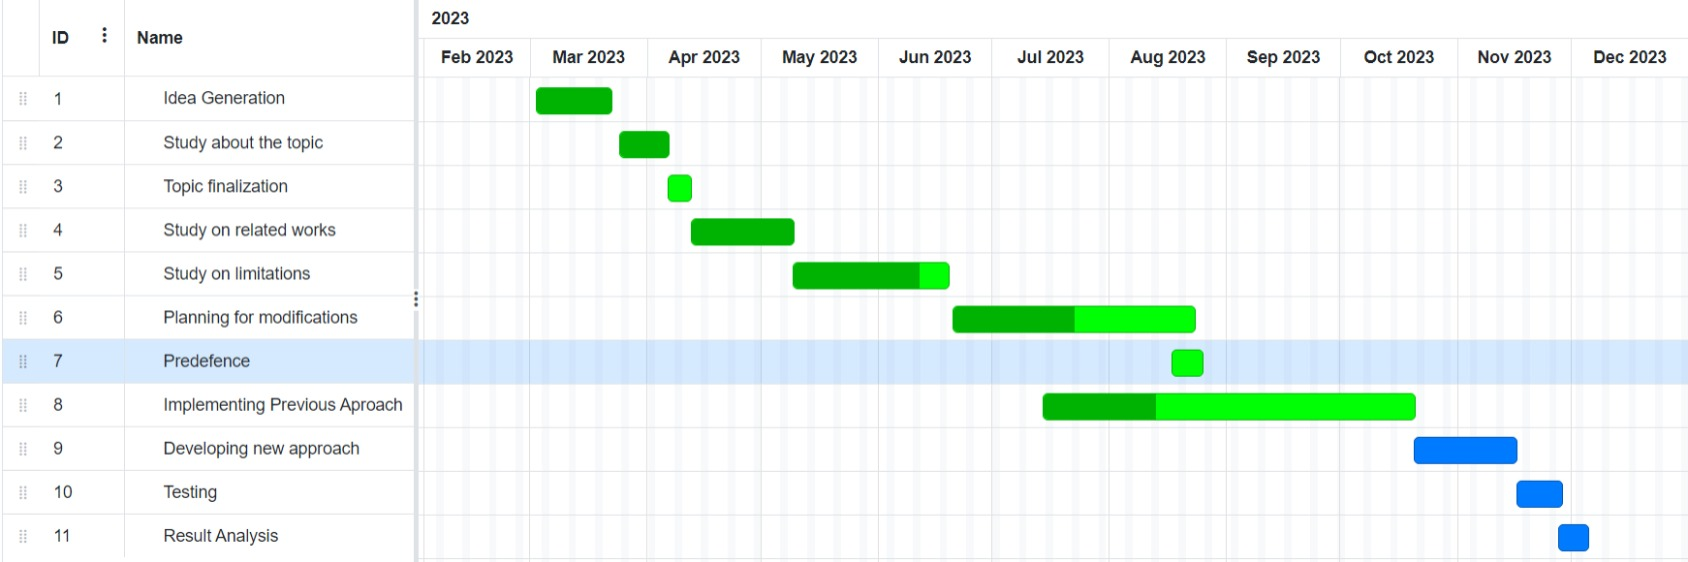 2023
ID Name
Feb 2023 Mar 2023 Apr 2023 May 2023 Jun 2023 Jul 2023 Aug 2023 Sep 2023 Oct 2023 Nov 2023 Dec 2023
1 Idea Generation
2 Study about the topic
3 Topic finalization
4 Study on related works
5 Study on limitations
6 Planning for modifications
7 Predefence
8 Implementing Previous Aproach
9 Developing new approach
10 Testing
11 Result Analysis